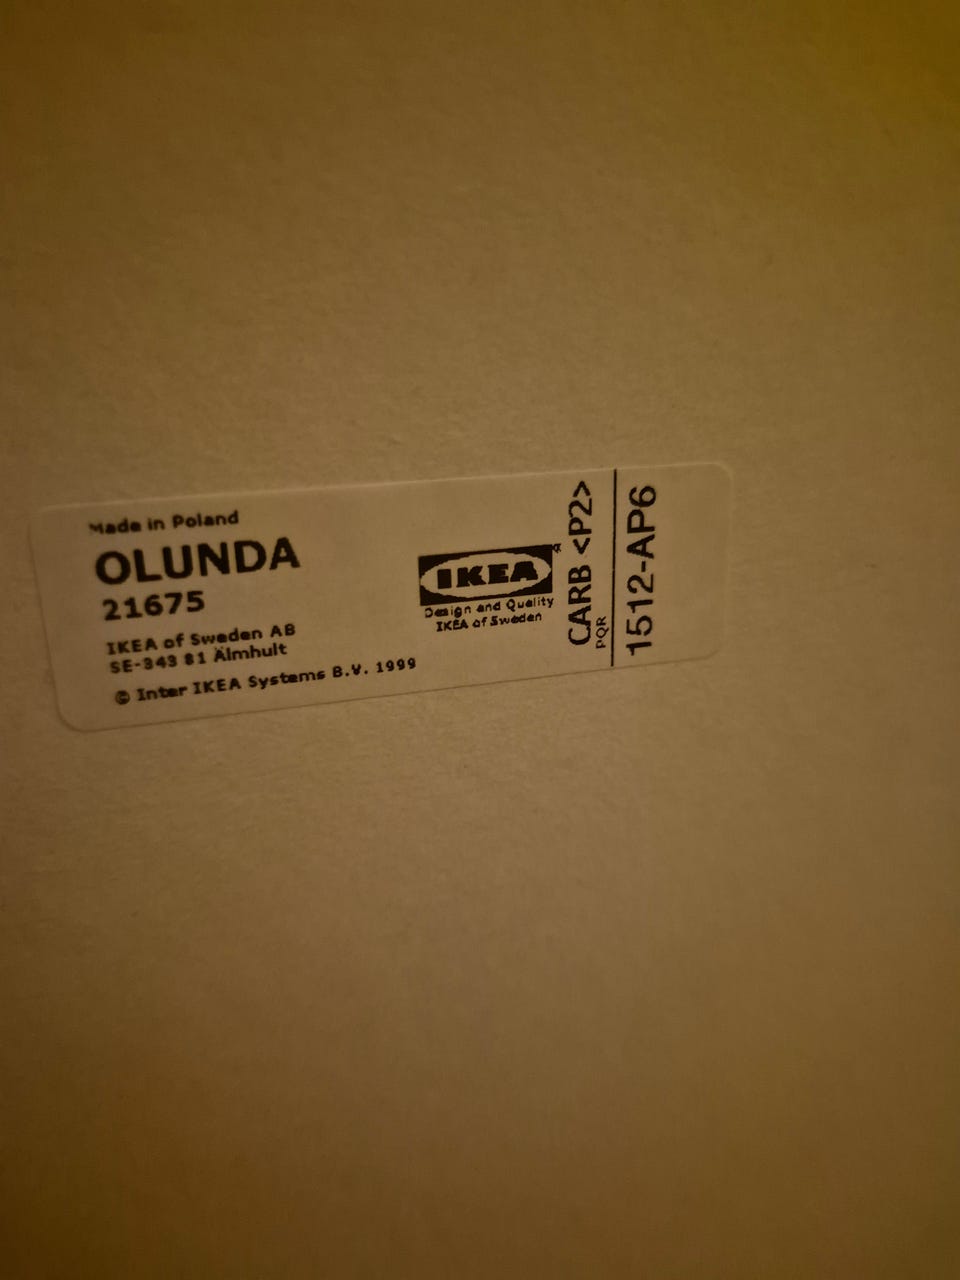 Made in Poland
OLUNDA
21675
IKEA of Sweden AB
SE-343 81 Älmhult
© Inter IKEA Systems B.V. 1999
IKEA
Design and Quality
IKEA of Sweden
CARB <P2>
PQR
1512-AP6